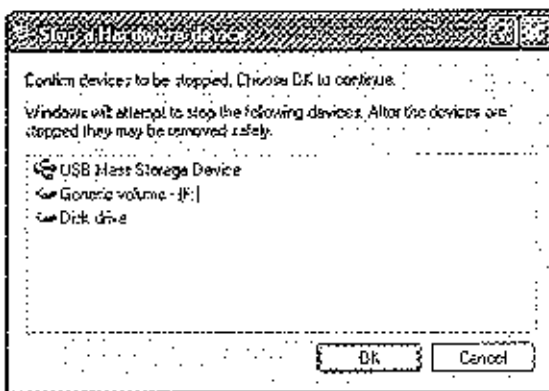 Stop a Hardware device
Confirm devices to be stopped, Choose OK to continue.
Windows will attempt to stop the following devices. After the devices are
stopped they may be removed safely.
USB Mass Storage Device
Generic volume - (F:)
Disk drive
OK
Cancel